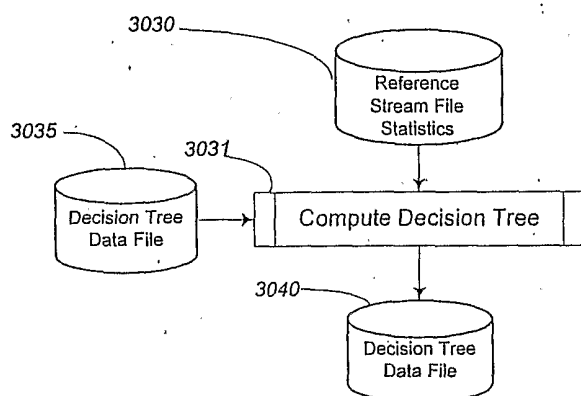 3030
Reference
Stream File
Statistics
3035
3031
Decision Tree
Data File
Compute Decision Tree
3040
Decision Tree
Data File